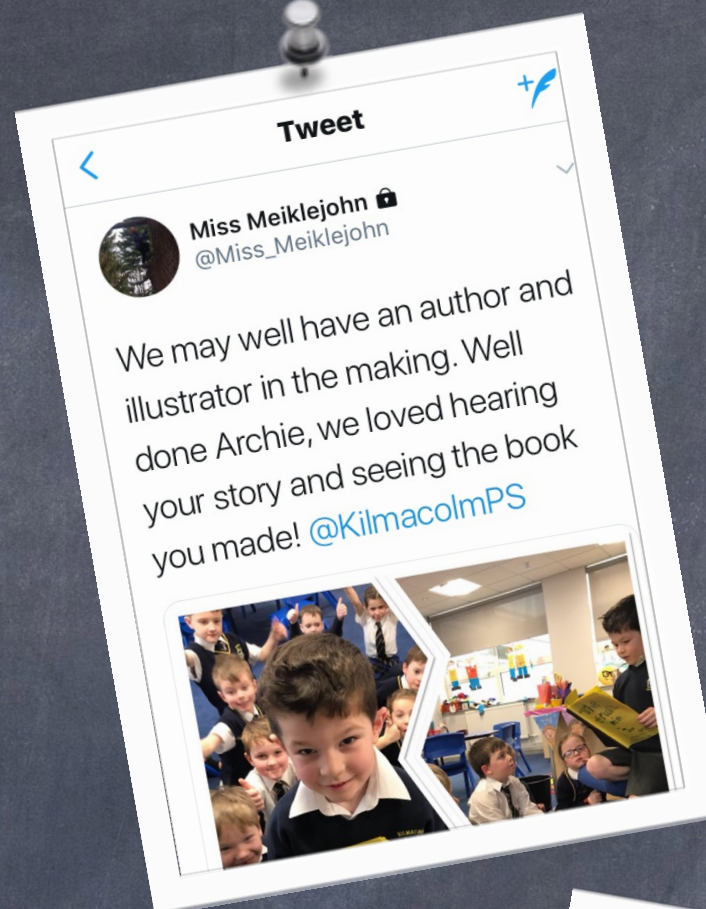 Tweet
Miss Meiklejohn
@Miss_Meiklejohn
We may well have an author and
illustrator in the making. Well
done Archie, we loved hearing
your story and seeing the book
you made! @KilmacolmPS